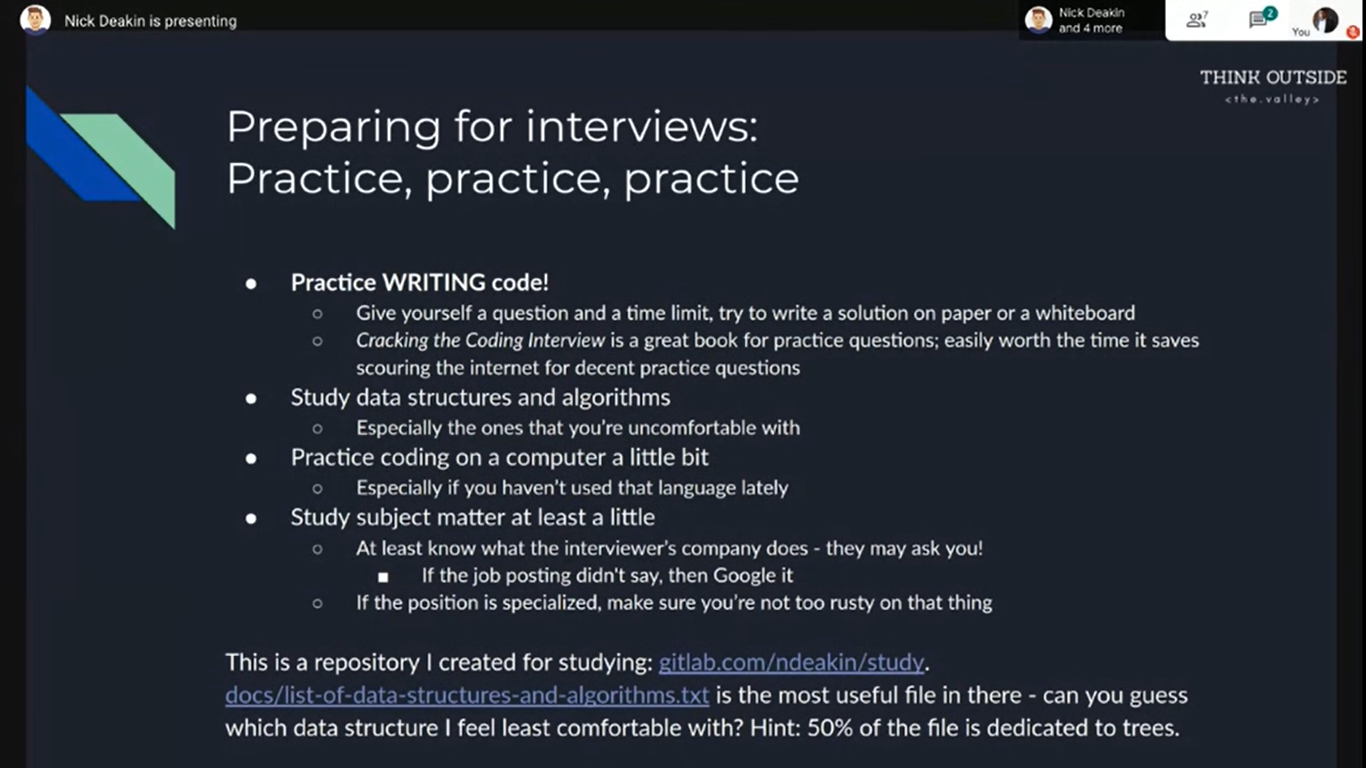 Nick Deakin is presenting
Nick Deakin
and 4 more
7
2
You
THINK OUTSIDE
<the.valley>
Preparing for interviews:
Practice, practice, practice
● Practice WRITING code!
○ Give yourself a question and a time limit, try to write a solution on paper or a whiteboard
○ Cracking the Coding Interview is a great book for practice questions; easily worth the time it saves
scouring the internet for decent practice questions
● Study data structures and algorithms
○ Especially the ones that you're uncomfortable with
● Practice coding on a computer a little bit
○ Especially if you haven't used that language lately
● Study subject matter at least a little
○ At least know what the interviewer's company does - they may ask you!
■ If the job posting didn't say, then Google it
○ If the position is specialized, make sure you're not too rusty on that thing
This is a repository I created for studying: gitlab.com/ndeakin/study.
docs/list-of-data-structures-and-algorithms.txt is the most useful file in there - can you guess
which data structure I feel least comfortable with? Hint: 50% of the file is dedicated to trees.